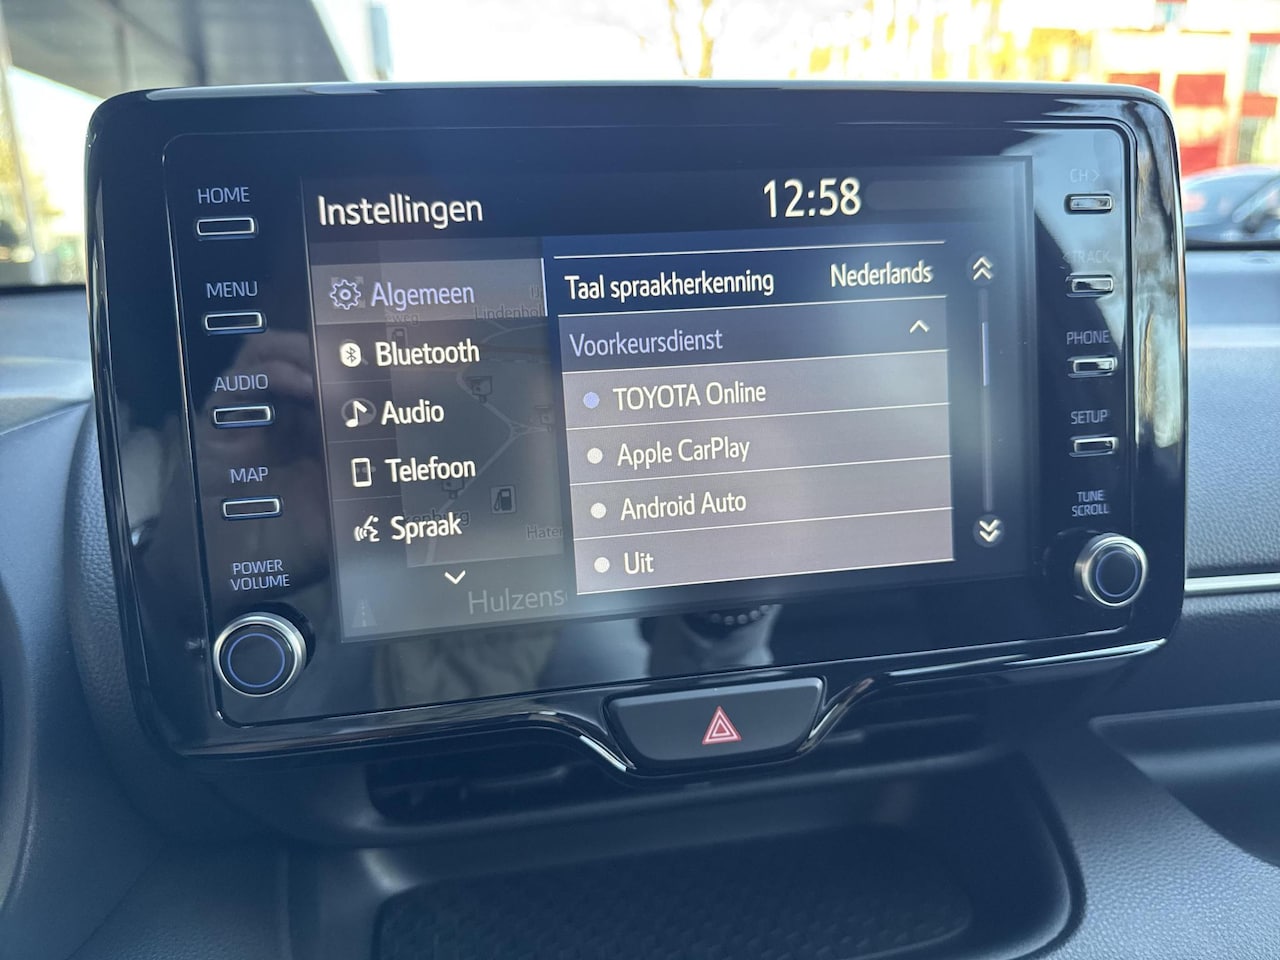 HOME
MENU
AUDIO
MAP
POWER
VOLUME
Instellingen 12:58
Algemeen
Bluetooth
Audio
Telefoon
Spraak
Taal spraakherkenning Nederlands
Voorkeursdienst
TOYOTA Online
Apple CarPlay
Android Auto
Uit
CH >
TRACK
PHONE
SETUP
TUNE
SCROLL